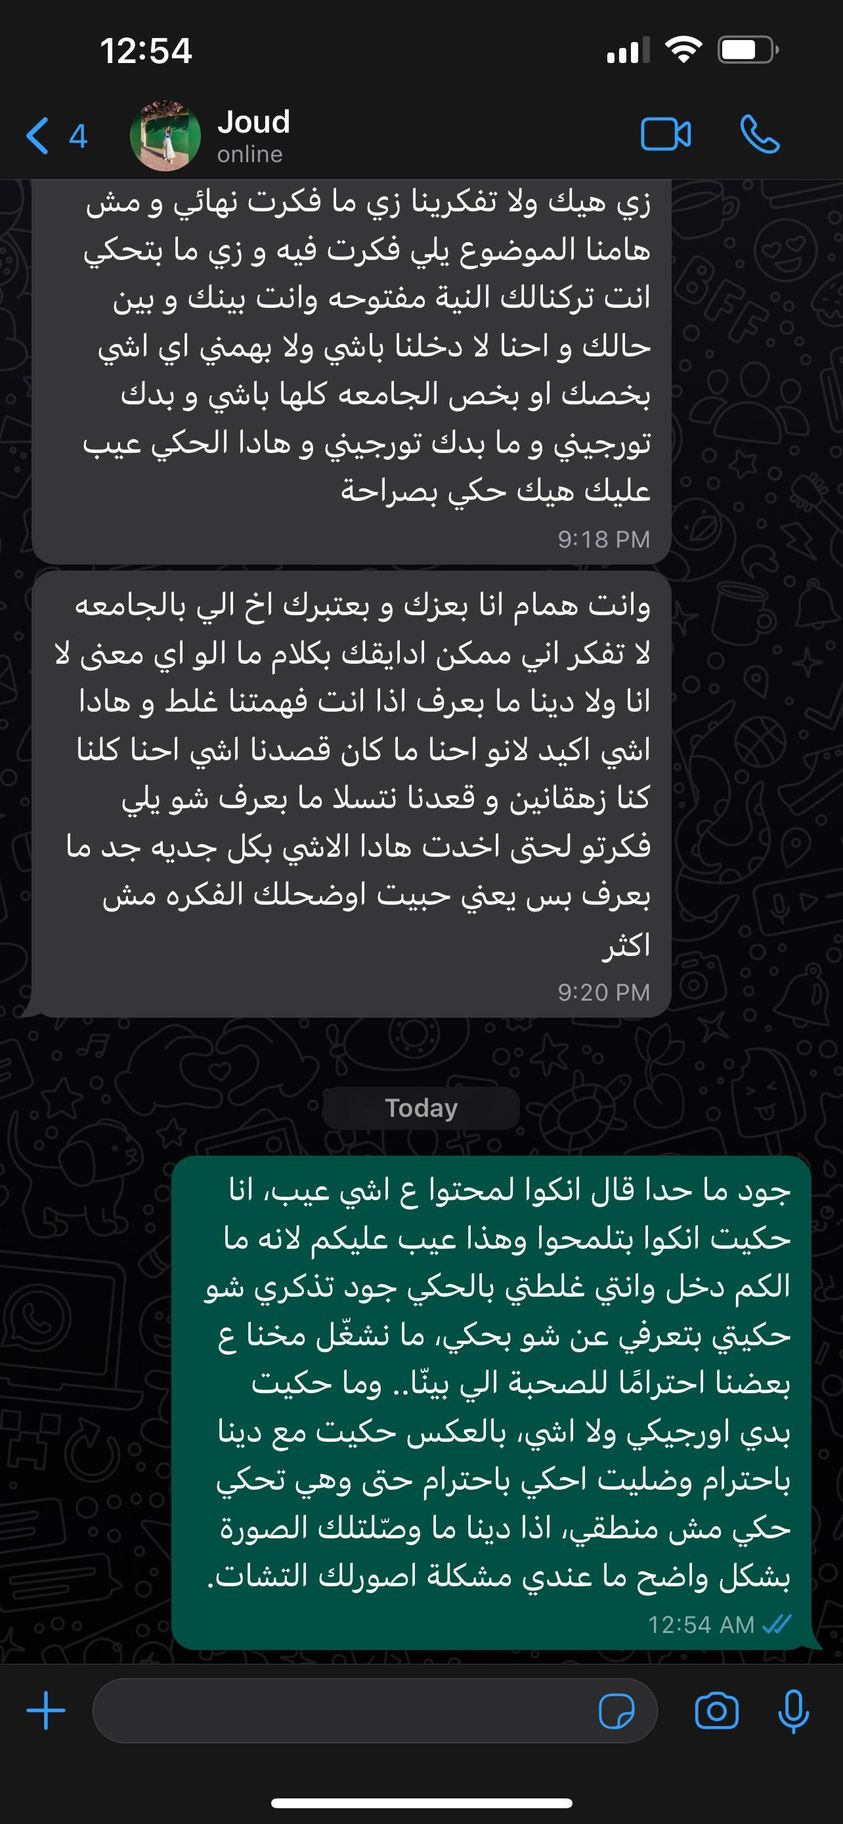 12:54
4
Joud
online
زي هيك ولا تفكرينا زي ما فكرت نهائي و مش
هامنا الموضوع يلي فكرت فيه و زي ما بتحكي
انت تركنالك النية مفتوحه وانت بينك و بين
حالك و احنا لا دخلنا باشي ولا بهمني اي اشي
بخصك او بخص الجامعه كلها باشي و بدك
تورجيني و ما بدك تورجيني و هادا الحكي عيب
عليك هيك حكي بصراحة
9:18 PM
وانت همام انا بعزك و بعتبرك اخ الي بالجامعه
لا تفكر اني ممكن ادايقك بكلام ما الو اي معنى لا
انا ولا دينا ما بعرف اذا انت فهمتنا غلط و هادا
اشي اكيد لانو احنا ما كان قصدنا اشي احنا كلنا
كنا زهقانين و قعدنا نتسلا ما بعرف شو يلي
فكرتو لحتى اخدت هادا الاشي بكل جديه جد ما
بعرف بس يعني حبيت اوضحلك الفكره مش
اكثر
9:20 PM
Today
جود ما حدا قال انكوا لمحتوا ع اشي عيب، انا
حكيت انكوا بتلمحوا وهذا عيب عليكم لانه ما
الكم دخل وانتي غلطتي بالحكي جود تذكري شو
حكيتي بتعرفي عن شو بحكي، ما نشغّل مخنا ع
بعضنا احترامًا للصحبة الي بينّا.. وما حكيت
بدي اورجيكي ولا اشي، بالعكس حكيت مع دينا
باحترام وضليت احكي باحترام حتى وهي تحكي
حكي مش منطقي، اذا دينا ما وصّلتلك الصورة
بشكل واضح ما عندي مشكلة اصورلك التشات.
12:54 AM